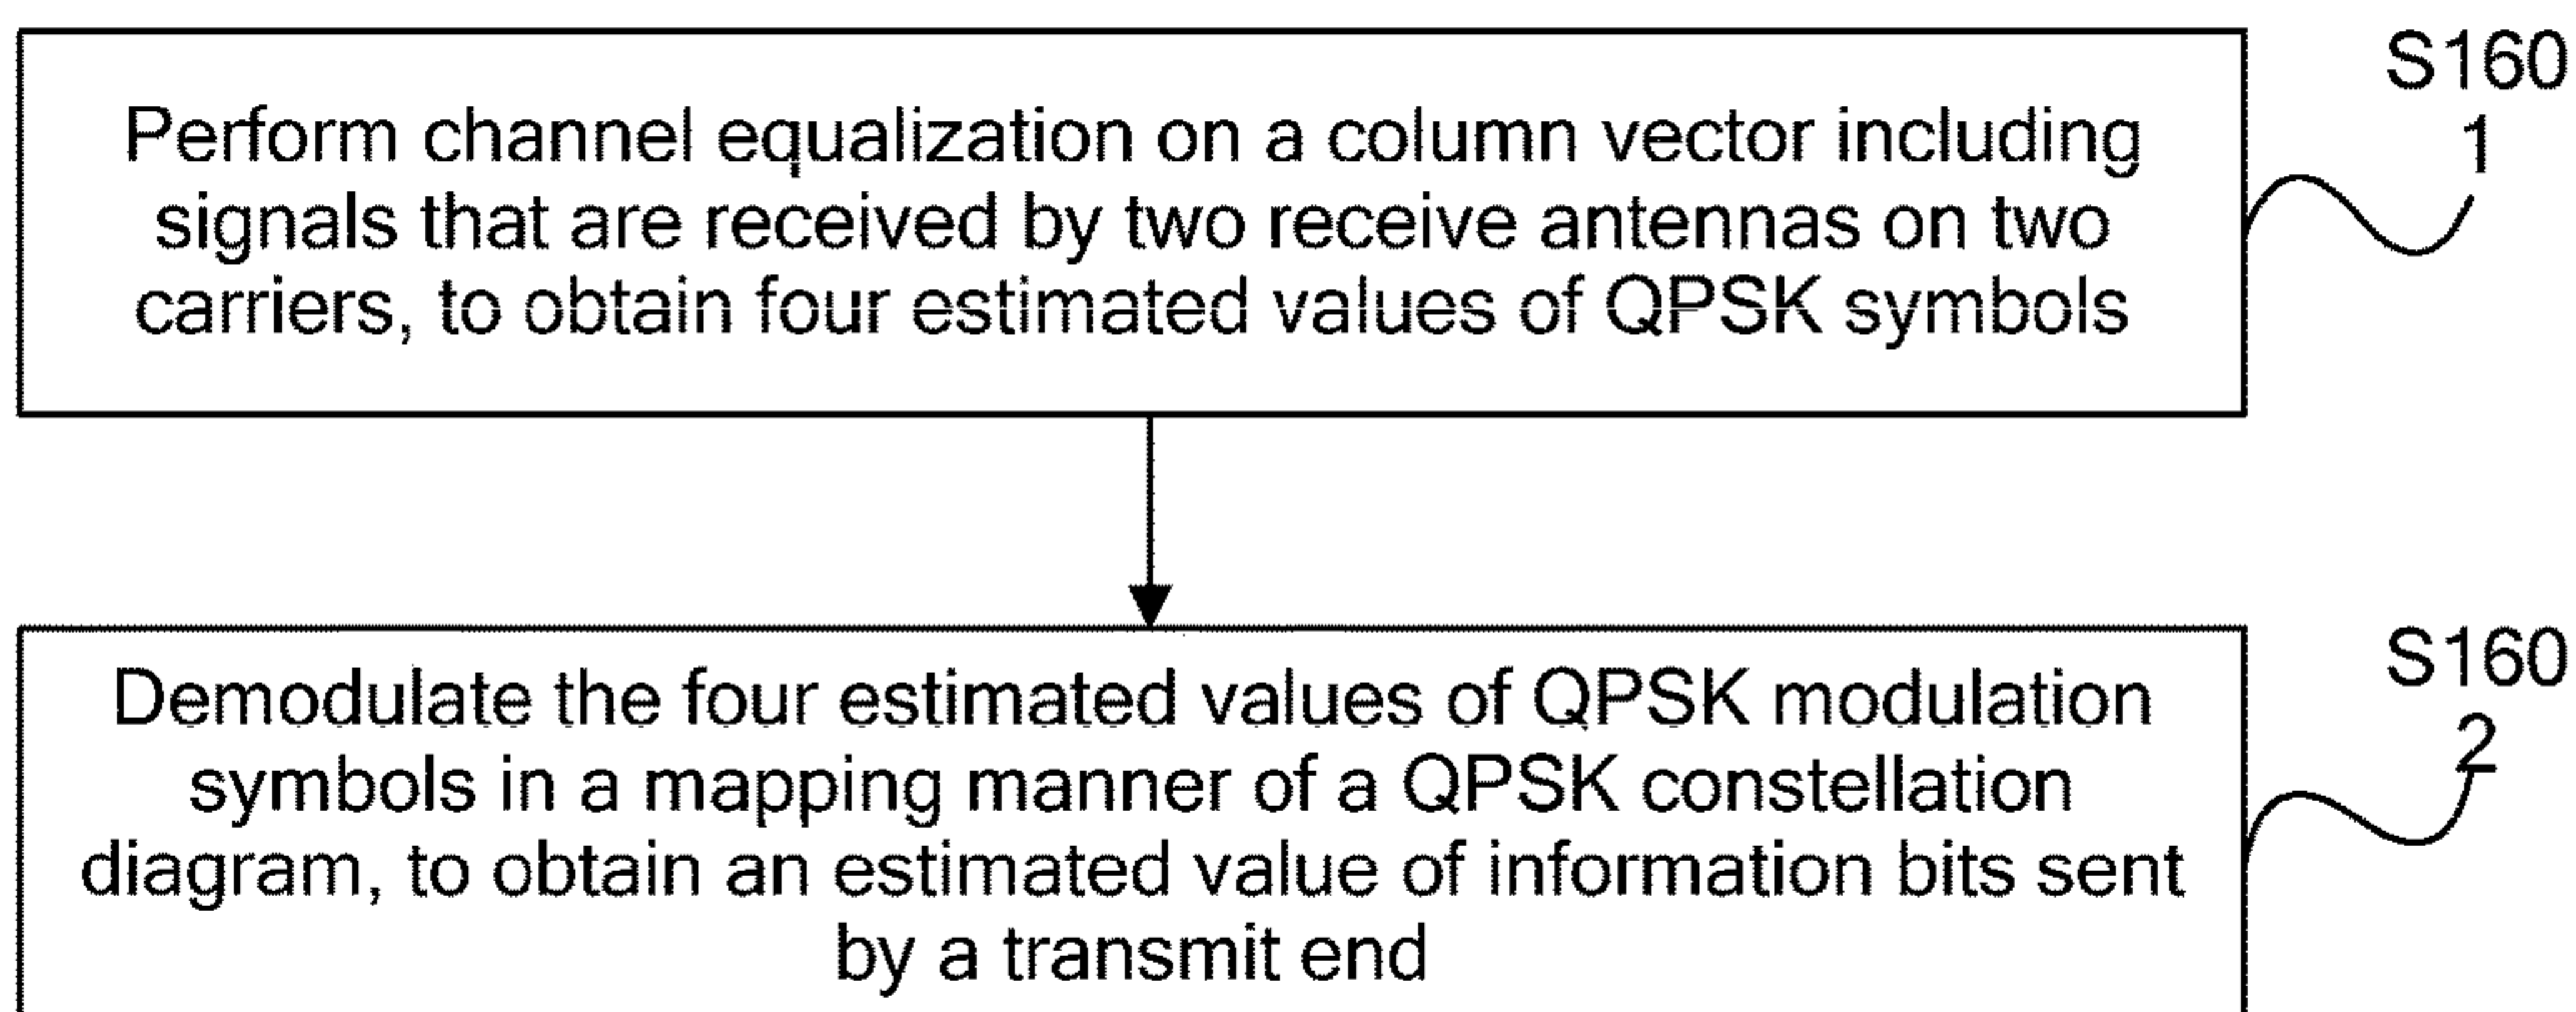 Perform channel equalization on a column vector including
signals that are received by two receive antennas on two
carriers, to obtain four estimated values of QPSK symbols
S160
1
Demodulate the four estimated values of QPSK modulation
symbols in a mapping manner of a QPSK constellation
diagram, to obtain an estimated value of information bits sent
by a transmit end
S160
2